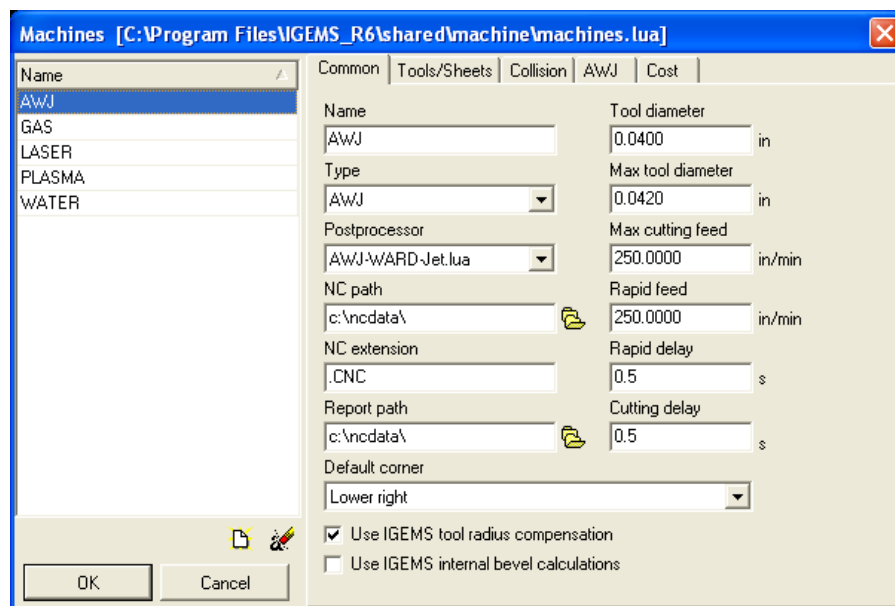 Machines [C:\Program Files\IGEMS_R6\shared\machine\machines.lua]
Name
AWJ
GAS
LASER
PLASMA
WATER
OK Cancel
Common Tools/Sheets Collision AWJ Cost
Name Tool diameter
AWJ 0.0400 in
Type Max tool diameter
AWJ 0.0420 in
Postprocessor Max cutting feed
AWJ-WARD-Jet.lua 250.0000 in/min
NC path Rapid feed
c:\ncdata\ 250.0000 in/min
NC extension Rapid delay
.CNC 0.5 s
Report path Cutting delay
c:\ncdata\ 0.5 s
Default corner
Lower right
Use IGEMS tool radius compensation
Use IGEMS internal bevel calculations